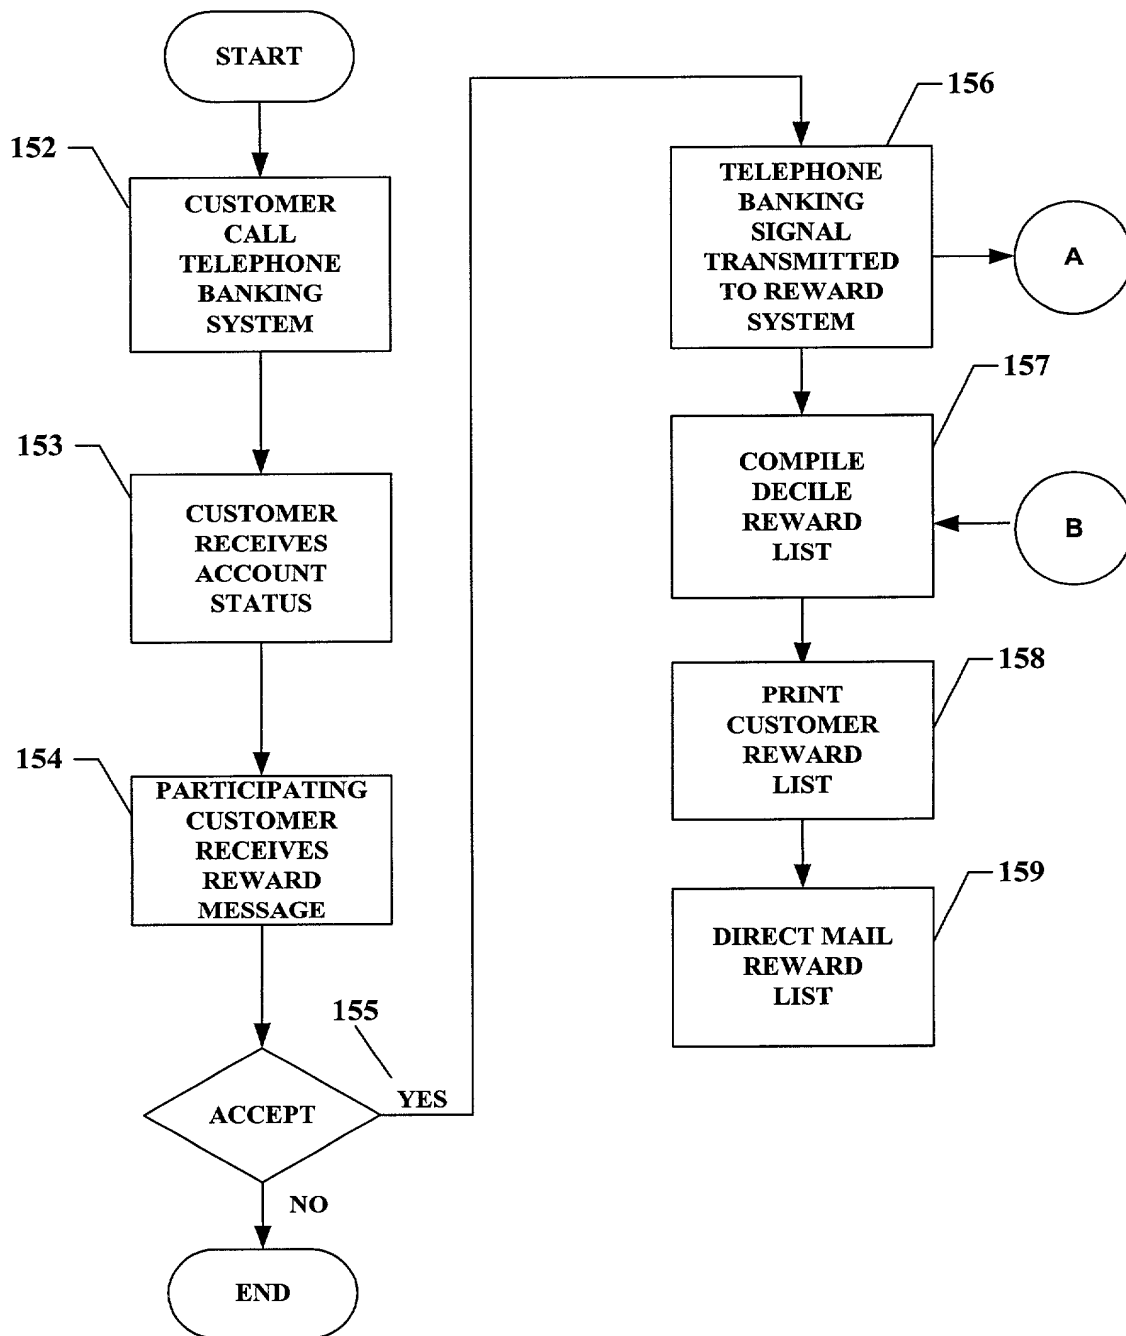 START
152
CUSTOMER
CALL
TELEPHONE
BANKING
SYSTEM
153
CUSTOMER
RECEIVES
ACCOUNT
STATUS
154
PARTICIPATING
CUSTOMER
RECEIVES
REWARD
MESSAGE
155
ACCEPT
YES
NO
END
156
TELEPHONE
BANKING
SIGNAL
TRANSMITTED
TO REWARD
SYSTEM
A
157
COMPILE
DECILE
REWARD
LIST
B
158
PRINT
CUSTOMER
REWARD
LIST
159
DIRECT MAIL
REWARD
LIST